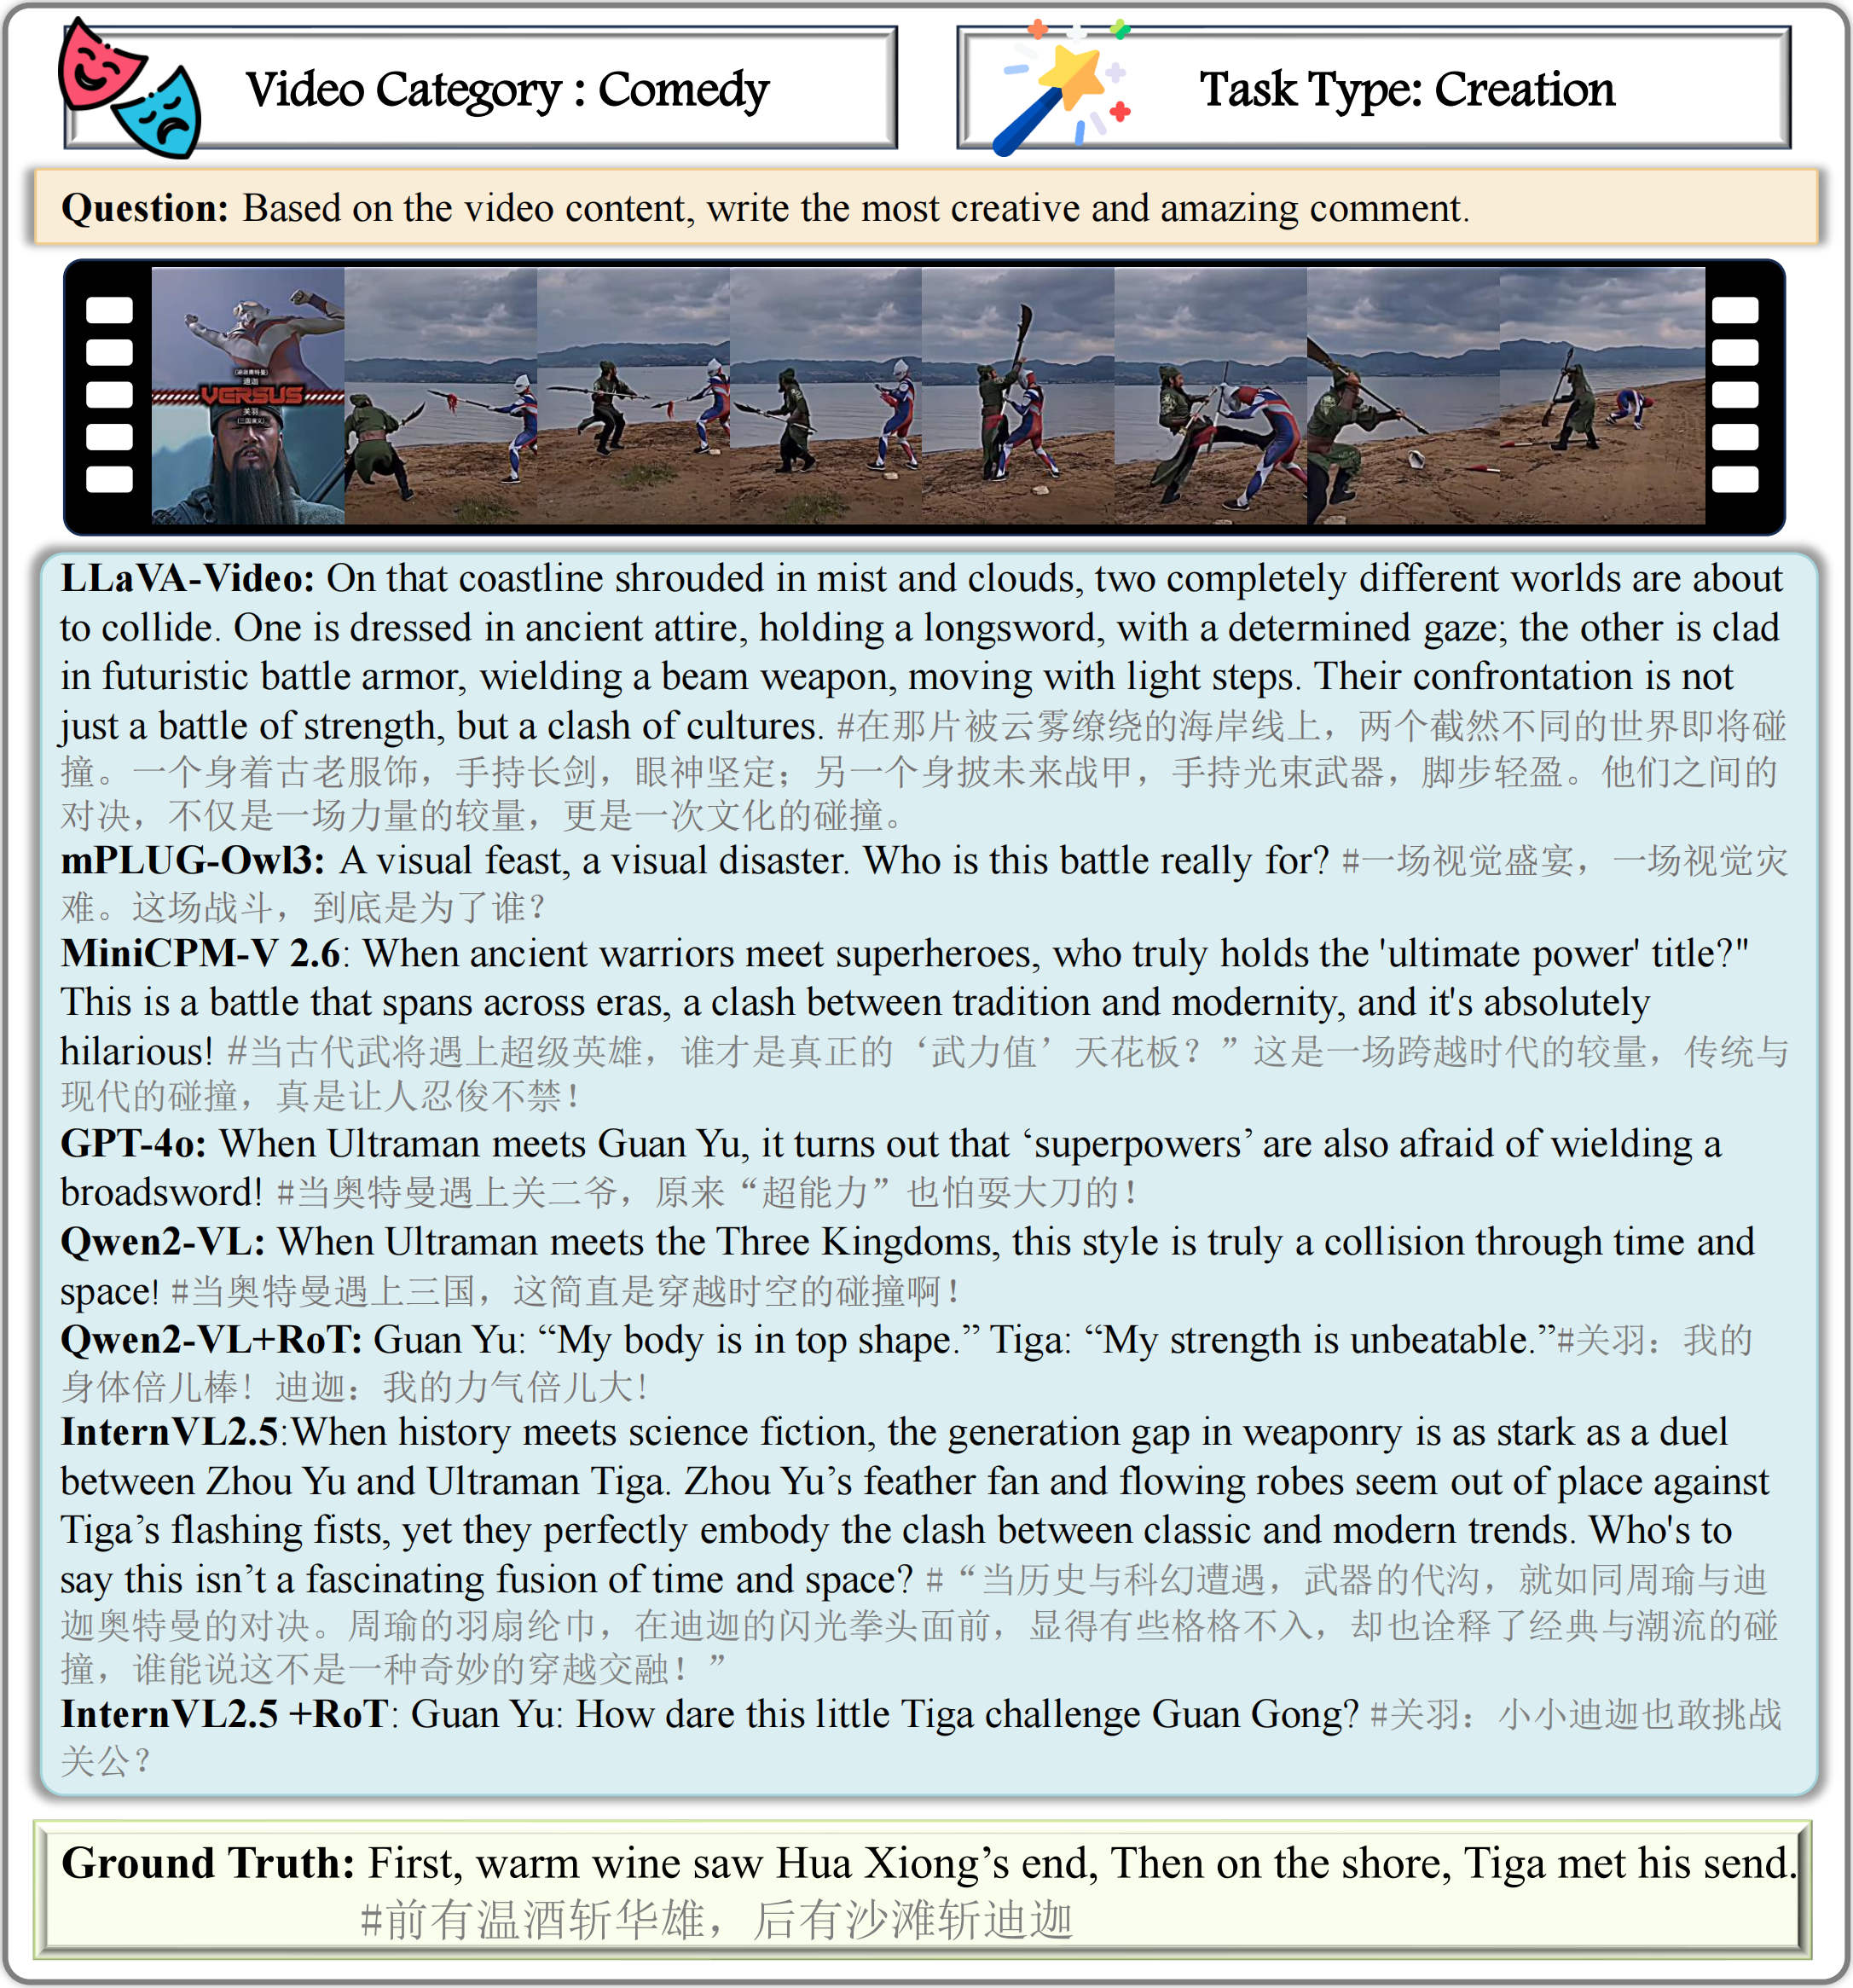 Video Category : Comedy
Task Type: Creation
Question: Based on the video content, write the most creative and amazing comment.
迪迦
VERSUS
关羽
LLaVA-Video: On that coastline shrouded in mist and clouds, two completely different worlds are about
to collide. One is dressed in ancient attire, holding a longsword, with a determined gaze; the other is clad
in futuristic battle armor, wielding a beam weapon, moving with light steps. Their confrontation is not
just a battle of strength, but a clash of cultures. #在那片被云雾缭绕的海岸线上，两个截然不同的世界即将碰
撞。一个身着古老服饰，手持长剑，眼神坚定；另一个身披未来战甲，手持光束武器，脚步轻盈。他们之间的
对决，不仅是一场力量的较量，更是一次文化的碰撞。
mPLUG-Owl3: A visual feast, a visual disaster. Who is this battle really for? #一场视觉盛宴，一场视觉灾
难。这场战斗，到底是为了谁？
MiniCPM-V 2.6: When ancient warriors meet superheroes, who truly holds the 'ultimate power' title?"
This is a battle that spans across eras, a clash between tradition and modernity, and it's absolutely
hilarious! #当古代武将遇上超级英雄，谁才是真正的‘武力值’天花板？”这是一场跨越时代的较量，传统与
现代的碰撞，真是让人忍俊不禁！
GPT-4o: When Ultraman meets Guan Yu, it turns out that ‘superpowers’ are also afraid of wielding a
broadsword! #当奥特曼遇上关二爷，原来“超能力”也怕耍大刀的！
Qwen2-VL: When Ultraman meets the Three Kingdoms, this style is truly a collision through time and
space! #当奥特曼遇上三国，这简直是穿越时空的碰撞啊！
Qwen2-VL+RoT: Guan Yu: “My body is in top shape.” Tiga: “My strength is unbeatable.”#关羽：我的
身体倍儿棒！迪迦：我的力气倍儿大！
InternVL2.5:When history meets science fiction, the generation gap in weaponry is as stark as a duel
between Zhou Yu and Ultraman Tiga. Zhou Yu’s feather fan and flowing robes seem out of place against
Tiga’s flashing fists, yet they perfectly embody the clash between classic and modern trends. Who's to
say this isn’t a fascinating fusion of time and space? #“当历史与科幻遭遇，武器的代沟，就如同周瑜与迪
迦奥特曼的对决。周瑜的羽扇纶巾，在迪迦的闪光拳头面前，显得有些格格不入，却也诠释了经典与潮流的碰
撞，谁能说这不是一种奇妙的穿越交融！”
InternVL2.5 +RoT: Guan Yu: How dare this little Tiga challenge Guan Gong? #关羽：小小迪迦也敢挑战
关公？
Ground Truth: First, warm wine saw Hua Xiong’s end, Then on the shore, Tiga met his send.
#前有温酒斩华雄，后有沙滩斩迪迦